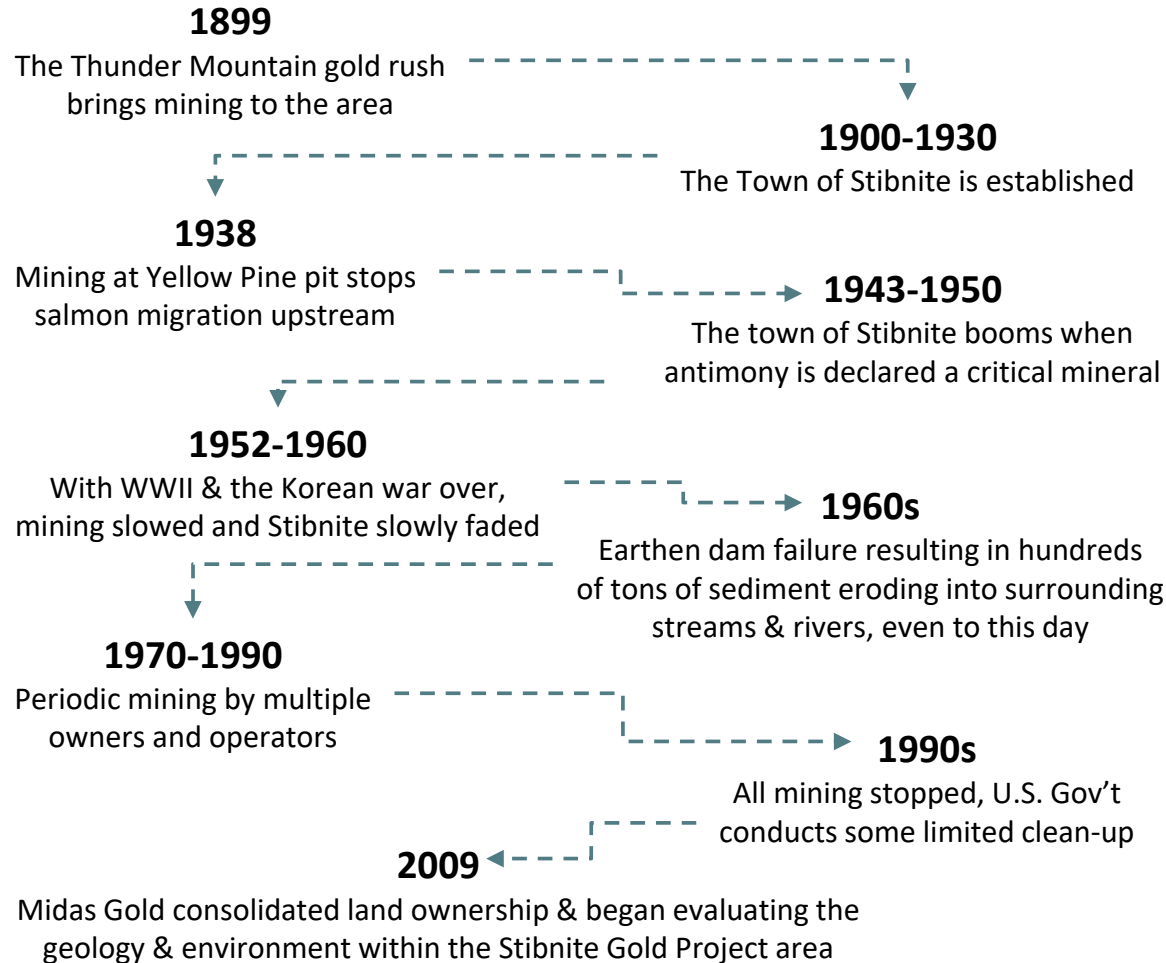 1899
The Thunder Mountain gold rush
brings mining to the area
1900-1930
The Town of Stibnite is established
1938
Mining at Yellow Pine pit stops
salmon migration upstream
1943-1950
The town of Stibnite booms when
antimony is declared a critical mineral
1952-1960
With WWII & the Korean war over,
mining slowed and Stibnite slowly faded
1960s
Earthen dam failure resulting in hundreds
of tons of sediment eroding into surrounding
streams & rivers, even to this day
1970-1990
Periodic mining by multiple
owners and operators
1990s
All mining stopped, U.S. Gov’t
conducts some limited clean-up
2009
Midas Gold consolidated land ownership & began evaluating the
geology & environment within the Stibnite Gold Project area